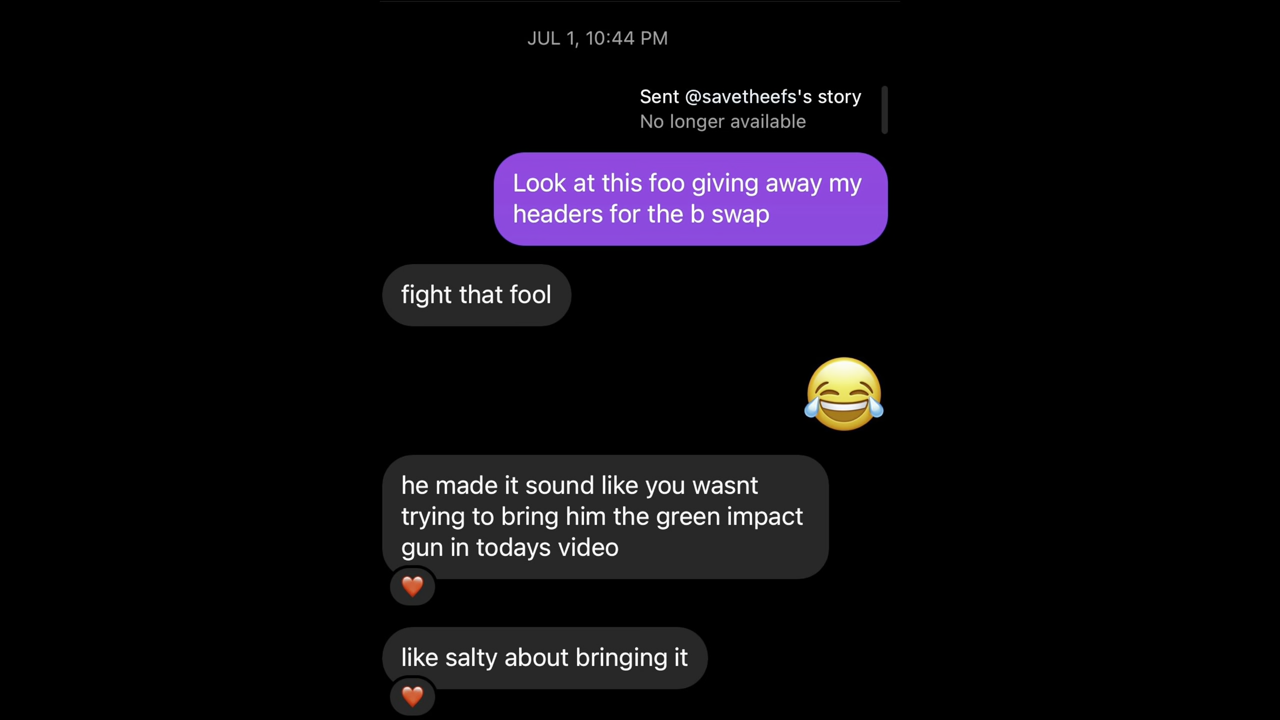 JUL 1, 10:44 PM
Sent @savetheefs's story
No longer available
Look at this foo giving away my
headers for the b swap
fight that fool
he made it sound like you wasnt
trying to bring him the green impact
gun in todays video
like salty about bringing it